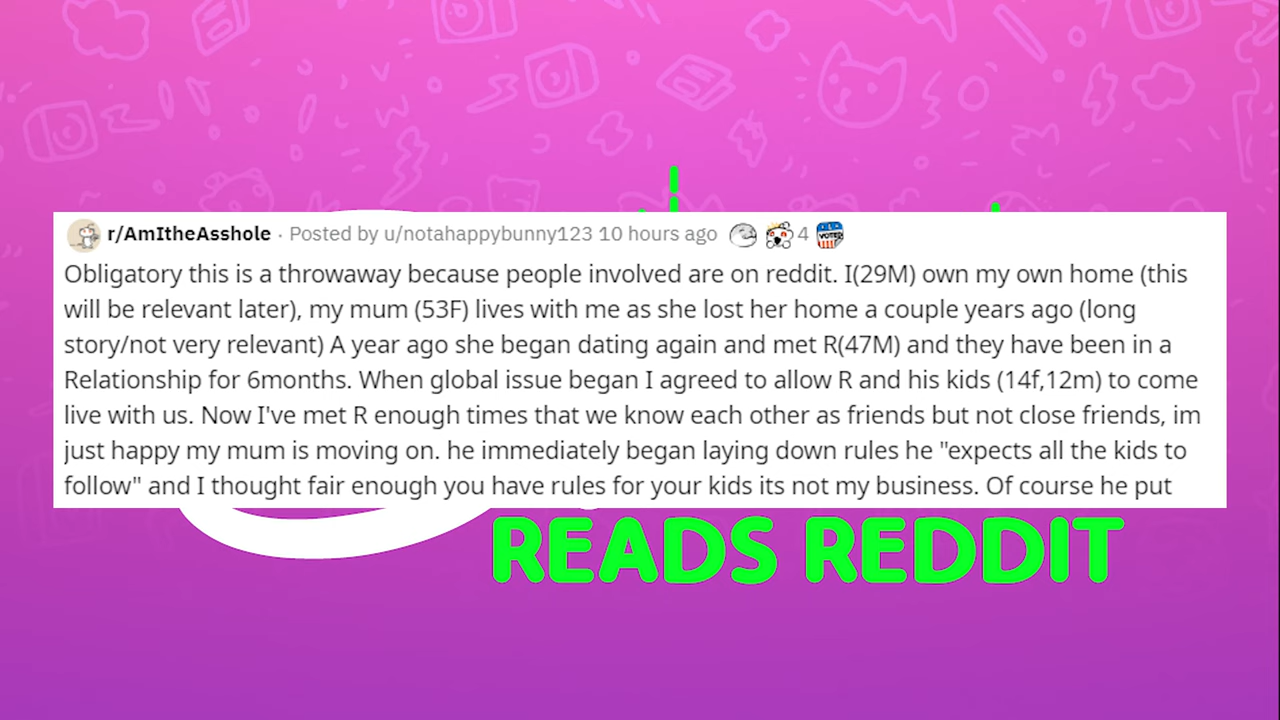 r/AmItheAsshole · Posted by u/notahappybunny123 10 hours ago 4 VOTED
Obligatory this is a throwaway because people involved are on reddit. I(29M) own my own home (this
will be relevant later), my mum (53F) lives with me as she lost her home a couple years ago (long
story/not very relevant) A year ago she began dating again and met R(47M) and they have been in a
Relationship for 6months. When global issue began I agreed to allow R and his kids (14f,12m) to come
live with us. Now I've met R enough times that we know each other as friends but not close friends, im
just happy my mum is moving on. he immediately began laying down rules he "expects all the kids to
follow" and I thought fair enough you have rules for your kids its not my business. Of course he put
READS REDDIT